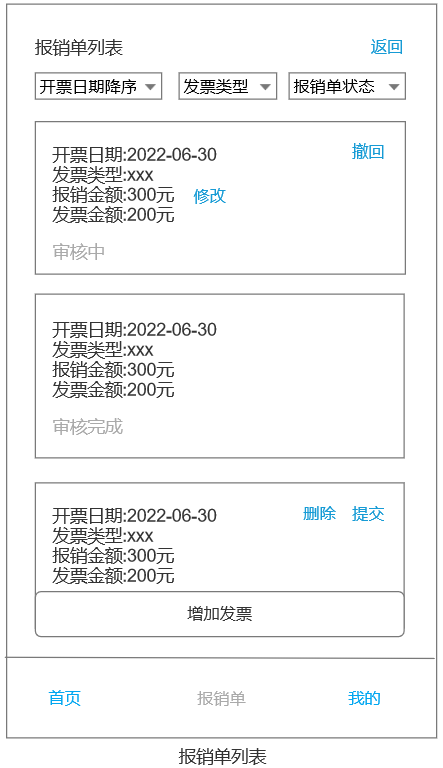 报销单列表 返回
开票日期降序 发票类型 报销单状态
开票日期:2022-06-30 撤回
发票类型:xxx
报销金额:300元 修改
发票金额:200元
审核中
开票日期:2022-06-30
发票类型:xxx
报销金额:300元
发票金额:200元
审核完成
开票日期:2022-06-30 删除 提交
发票类型:xxx
报销金额:300元
发票金额:200元
增加发票
首页 报销单 我的
报销单列表